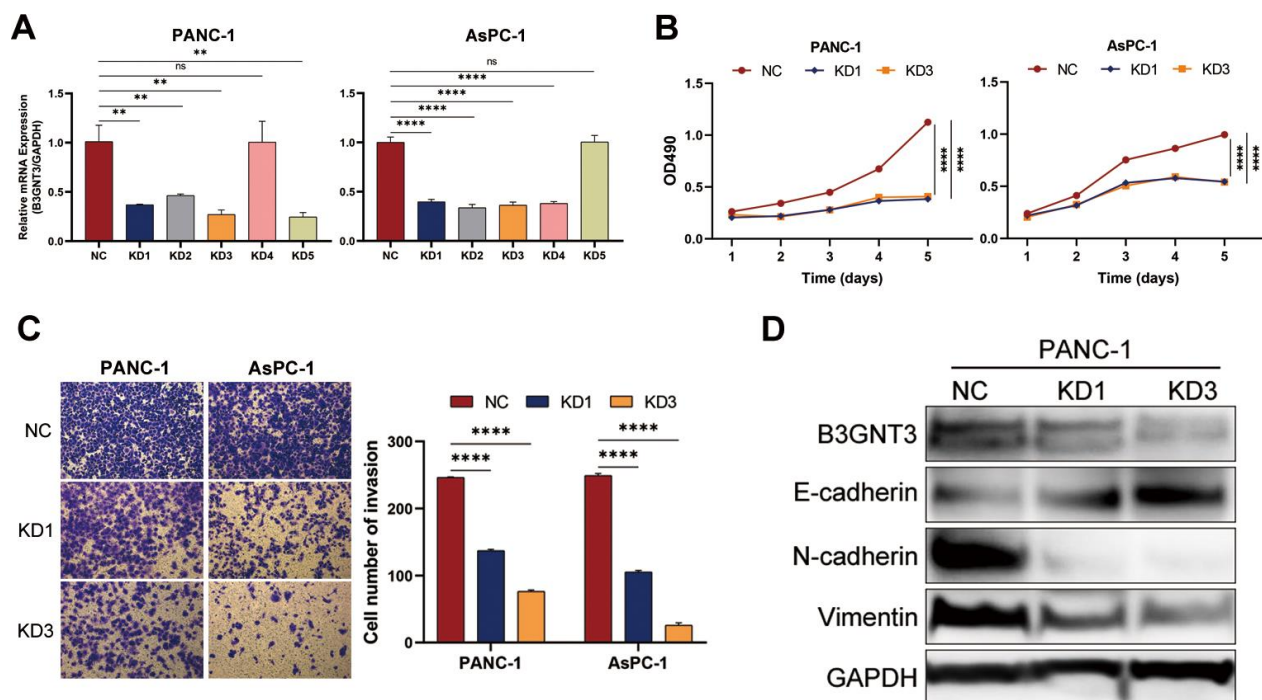 A
PANC-1
AsPC-1
**
ns
**
**
**
ns
****
****
****
****
Relative mRNA Expression
(B3GNT3/GAPDH)
1.5
1.0
0.5
0.0
NC KD1 KD2 KD3 KD4 KD5
1.5
1.0
0.5
0.0
NC KD1 KD2 KD3 KD4 KD5
B
PANC-1
NC KD1 KD3
AsPC-1
NC KD1 KD3
OD490
1.5
1.0
0.5
0.0
1 2 3 4 5
Time (days)
****
****
1.5
1.0
0.5
0.0
1 2 3 4 5
Time (days)
****
****
C
PANC-1 AsPC-1
NC
KD1
KD3
NC KD1 KD3
Cell number of invasion
300
200
100
0
****
****
****
****
PANC-1 AsPC-1
D
PANC-1
NC KD1 KD3
B3GNT3
E-cadherin
N-cadherin
Vimentin
GAPDH